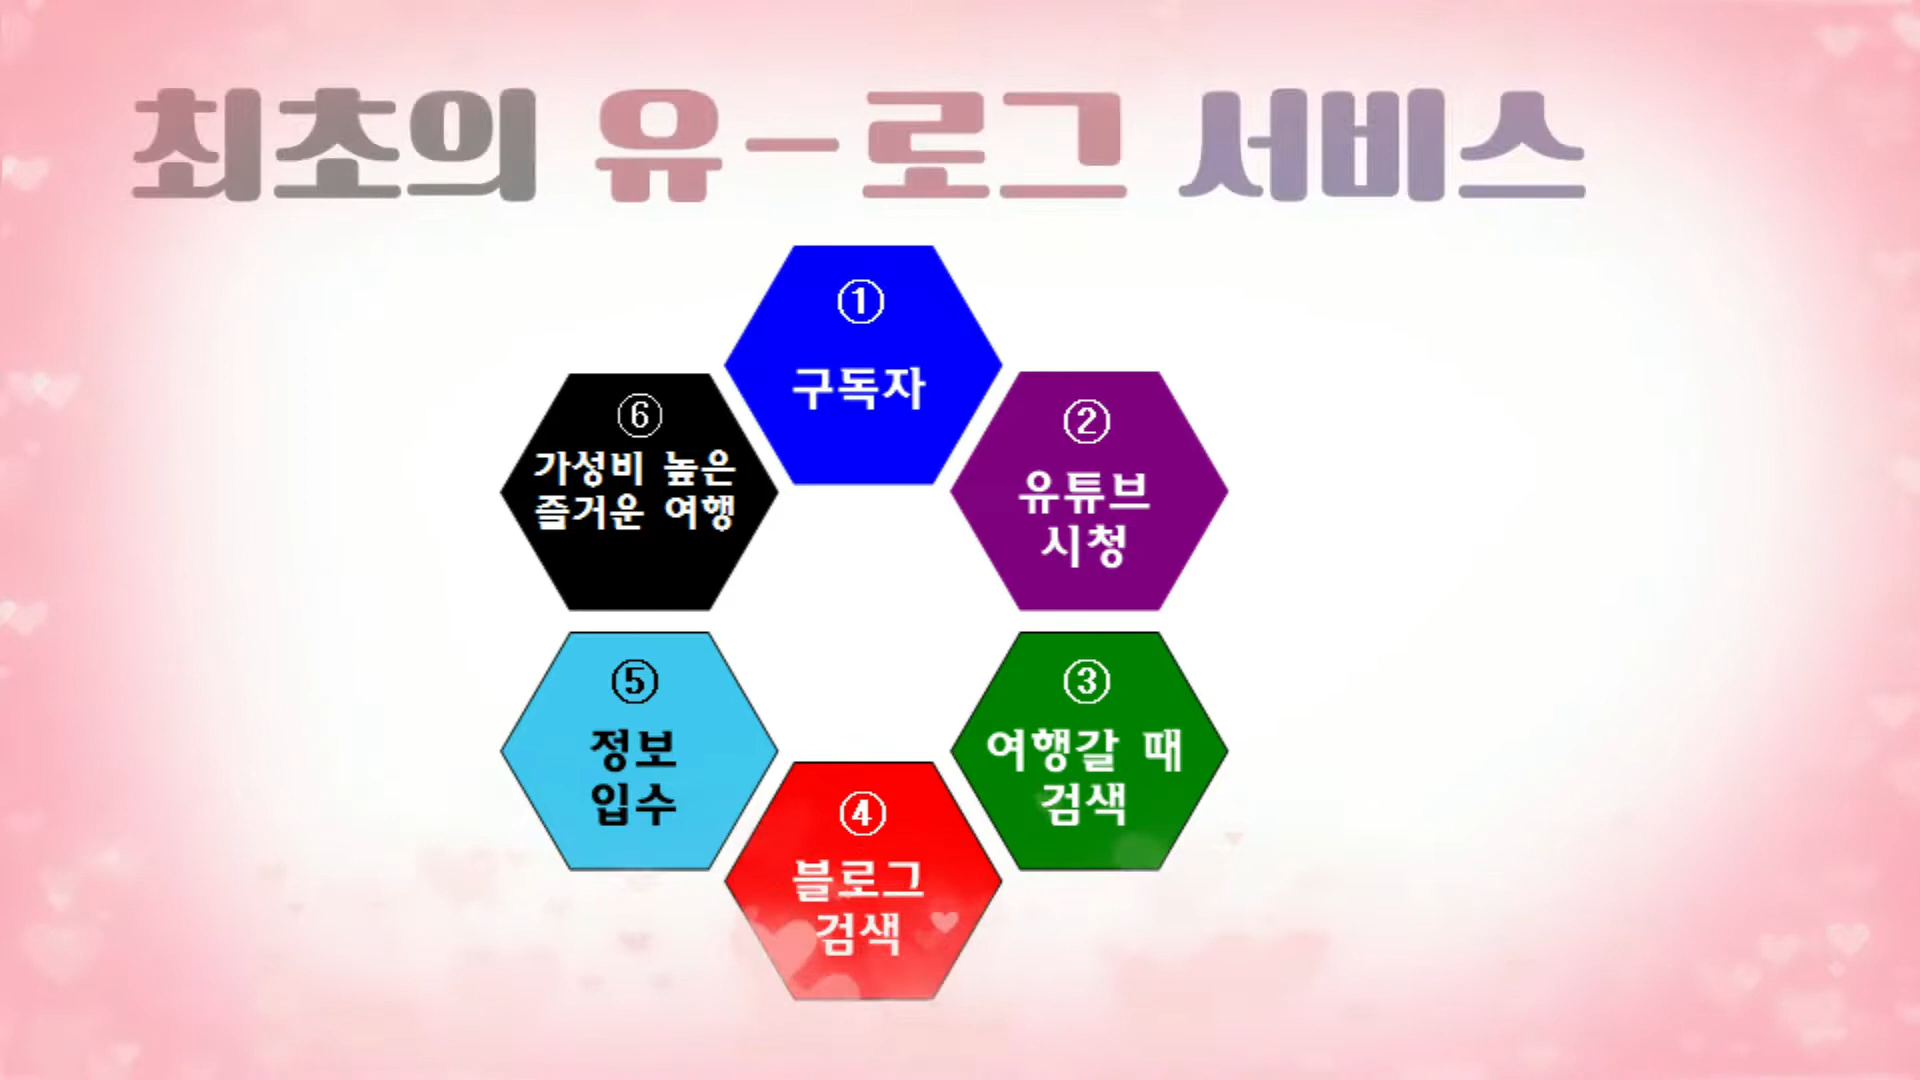 최초의 유-로그 서비스
①
구독자
②
유튜브
시청
③
여행갈 때
검색
④
블로그
검색
⑤
정보
입수
⑥
가성비 높은
즐거운 여행